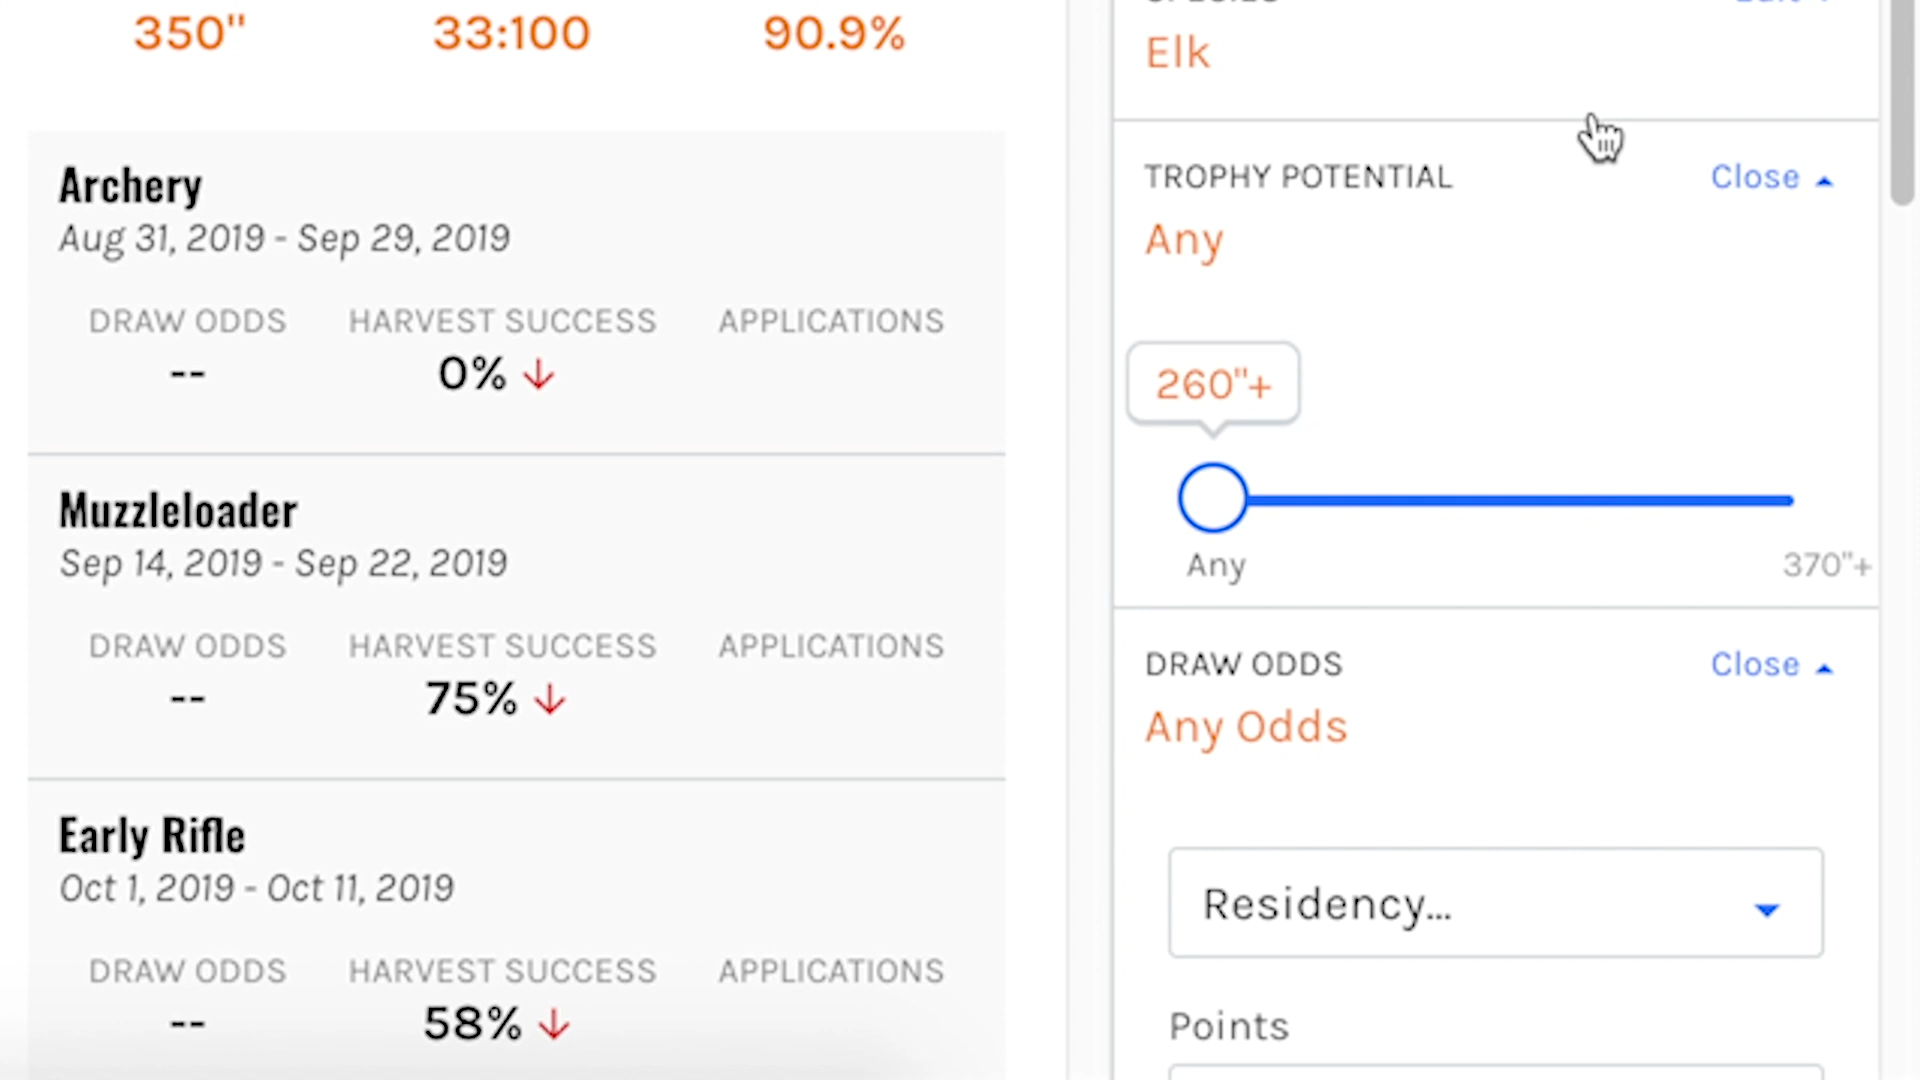 350" 33:100 90.9%
Archery
Aug 31, 2019 - Sep 29, 2019
DRAW ODDS HARVEST SUCCESS APPLICATIONS
-- 0% ↓
Muzzleloader
Sep 14, 2019 - Sep 22, 2019
DRAW ODDS HARVEST SUCCESS APPLICATIONS
-- 75% ↓
Early Rifle
Oct 1, 2019 - Oct 11, 2019
DRAW ODDS HARVEST SUCCESS APPLICATIONS
-- 58% ↓
Elk
TROPHY POTENTIAL Close
Any
260"+
Any 370"+
DRAW ODDS Close
Any Odds
Residency...
Points